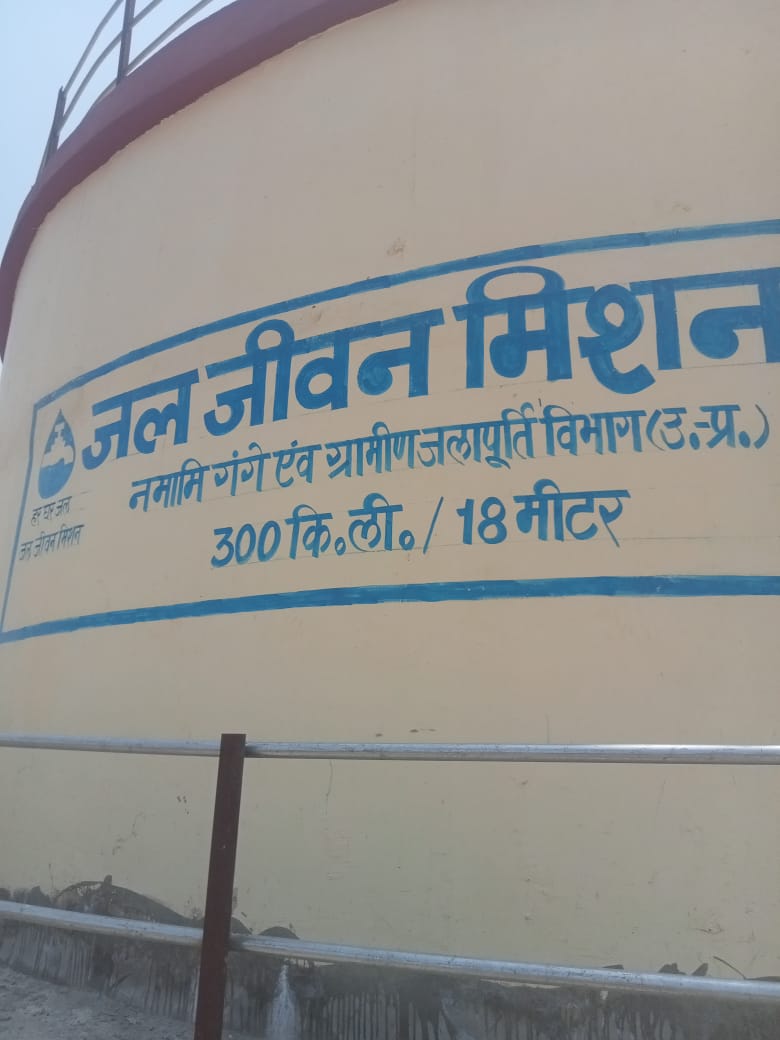 जल जीवन मिशन
नमामि गंगे एंव ग्रामीण जलापूर्ति विभाग (उ.-प्र.)
300 कि.ली. / 18 मीटर
हर घर जल
जल जीवन मिशन